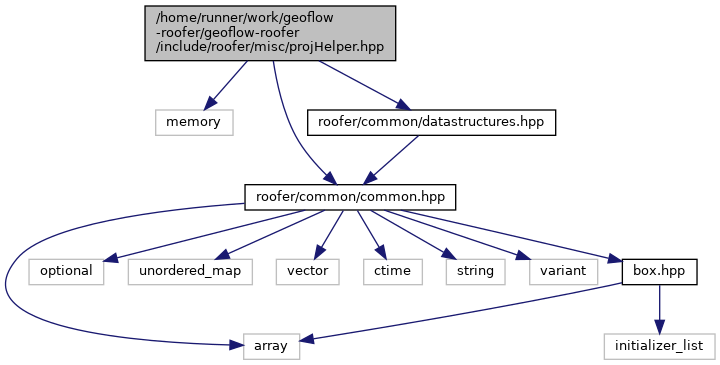 /home/runner/work/geoflow
-roofer/geoflow-roofer
/include/roofer/misc/projHelper.hpp
memory
roofer/common/datastructures.hpp
roofer/common/common.hpp
optional
unordered_map
vector
ctime
string
variant
box.hpp
array
initializer_list